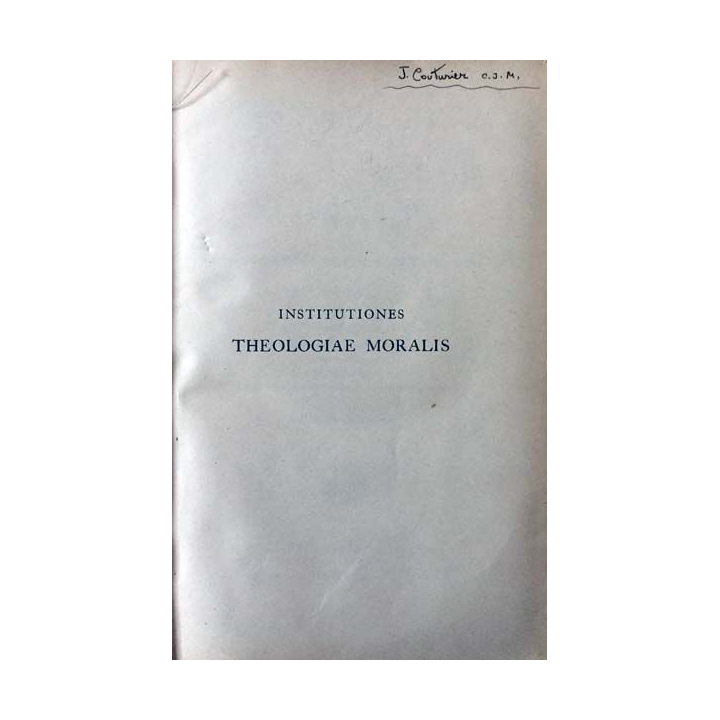 J. Couturier C.J.M.
INSTITUTIONES
THEOLOGIAE MORALIS